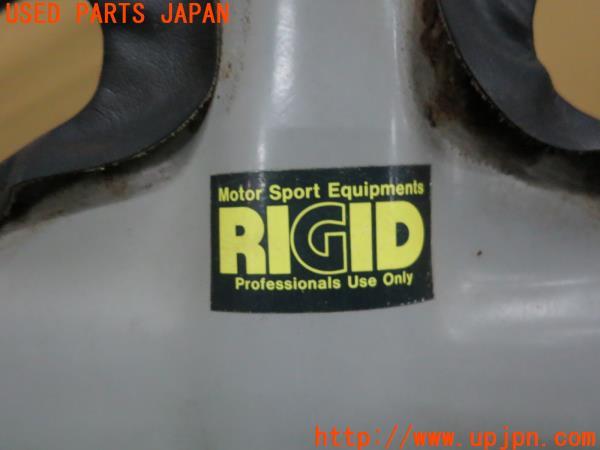 USED PARTS JAPAN
Motor Sport Equipments
RIGID
Professionals Use Only
http://www.upjpn.com